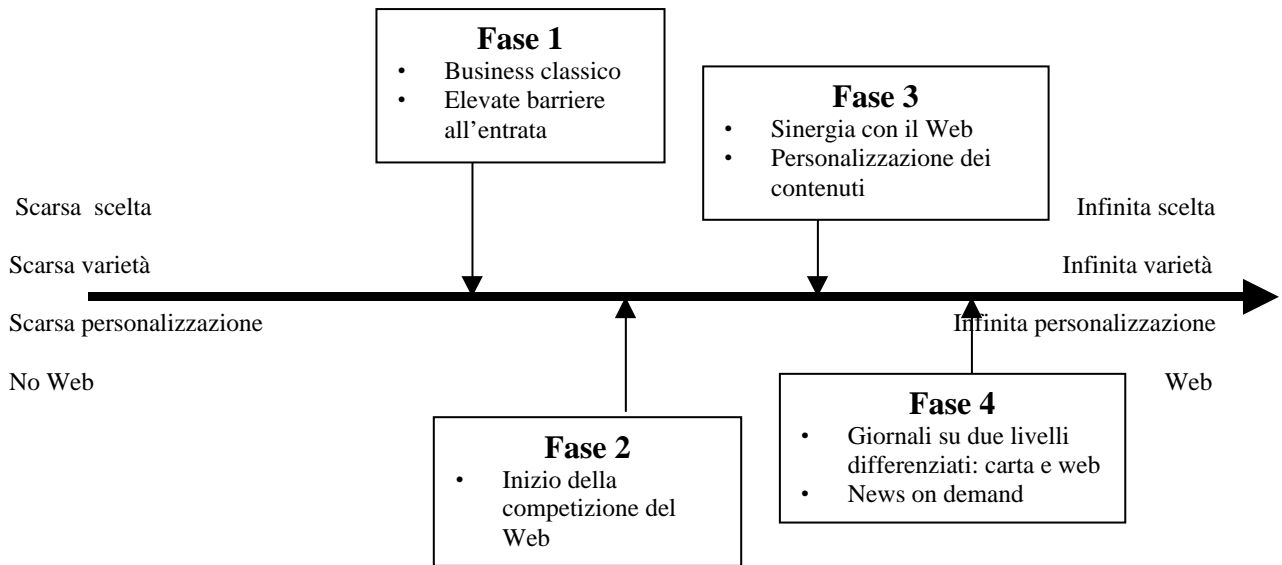 Fase 1
• Business classico
• Elevate barriere
all’entrata
Fase 3
• Sinergia con il Web
• Personalizzazione dei
contenuti
Scarsa scelta
Infinita scelta
Scarsa varietà
Infinita varietà
Scarsa personalizzazione
Infinita personalizzazione
No Web
Web
Fase 2
• Inizio della
competizione del
Web
Fase 4
• Giornali su due livelli
differenziati: carta e web
• News on demand